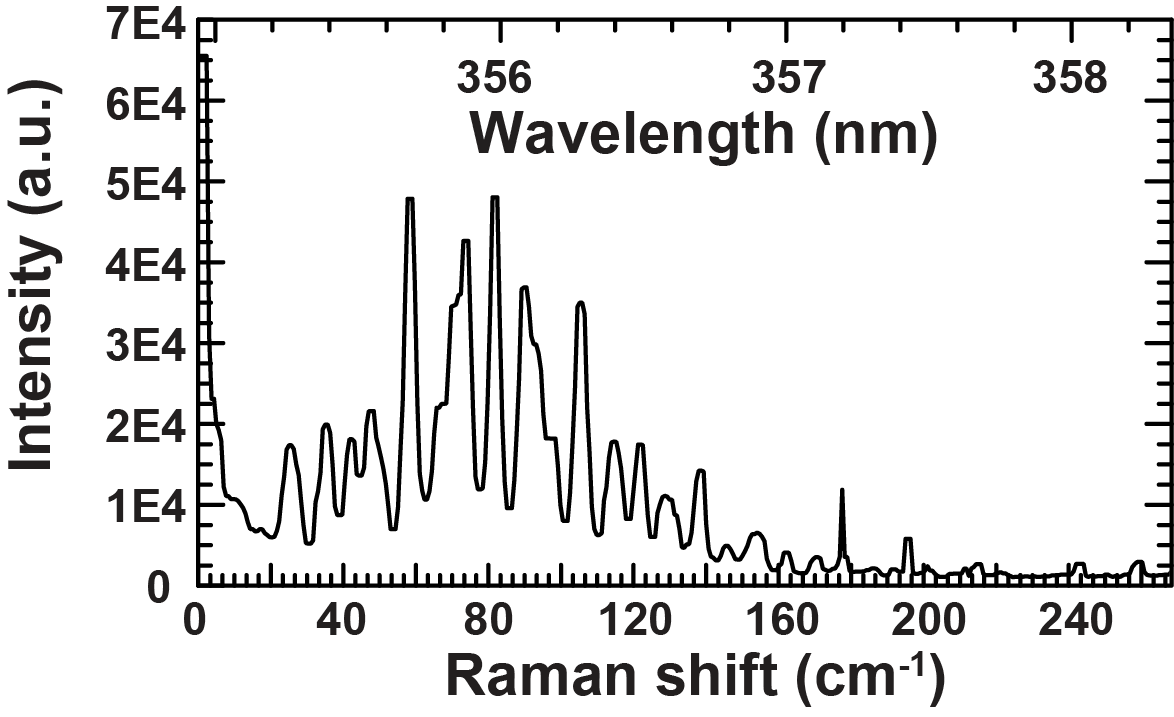 7E4
6E4
5E4
4E4
3E4
2E4
1E4
0
Intensity (a.u.)
356 357 358
Wavelength (nm)
0 40 80 120 160 200 240
Raman shift (cm⁻¹)